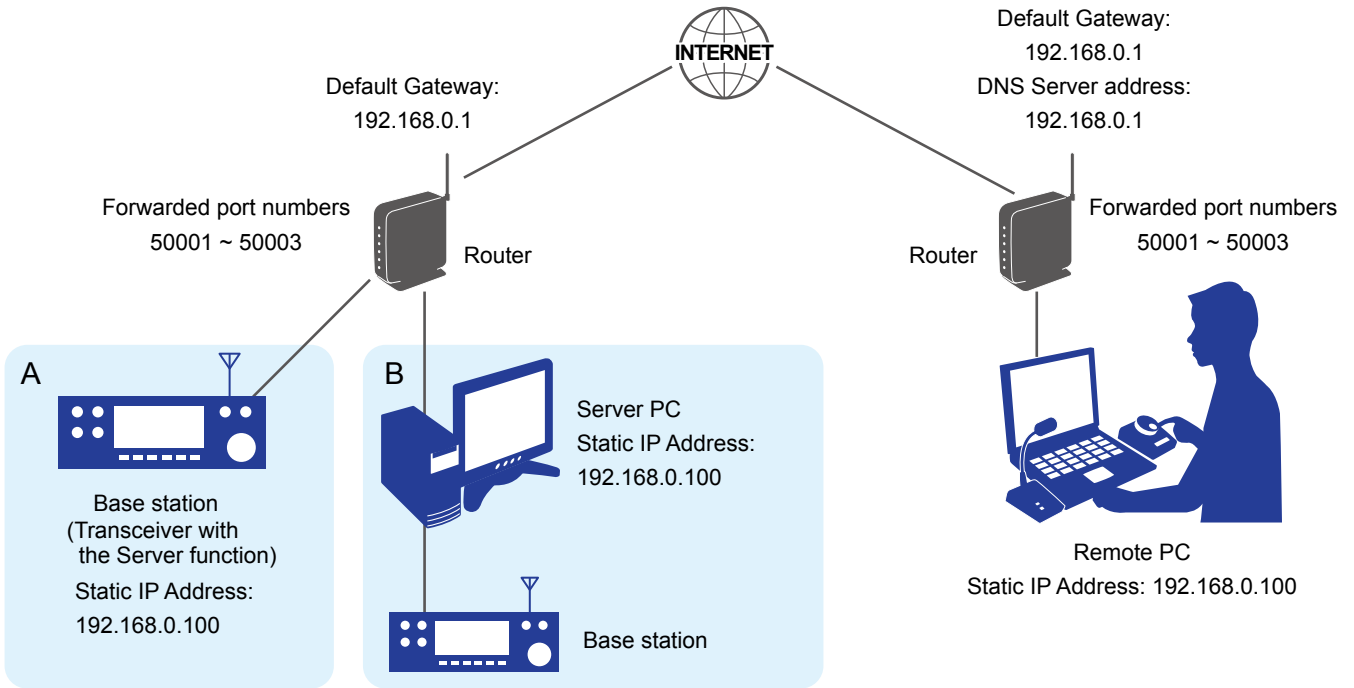 INTERNET
Default Gateway:
192.168.0.1
Default Gateway:
192.168.0.1
DNS Server address:
192.168.0.1
Forwarded port numbers
50001 ~ 50003
Router
Router
Forwarded port numbers
50001 ~ 50003
A
Base station
(Transceiver with
the Server function)
Static IP Address:
192.168.0.100
B
Server PC
Static IP Address:
192.168.0.100
Base station
Remote PC
Static IP Address: 192.168.0.100